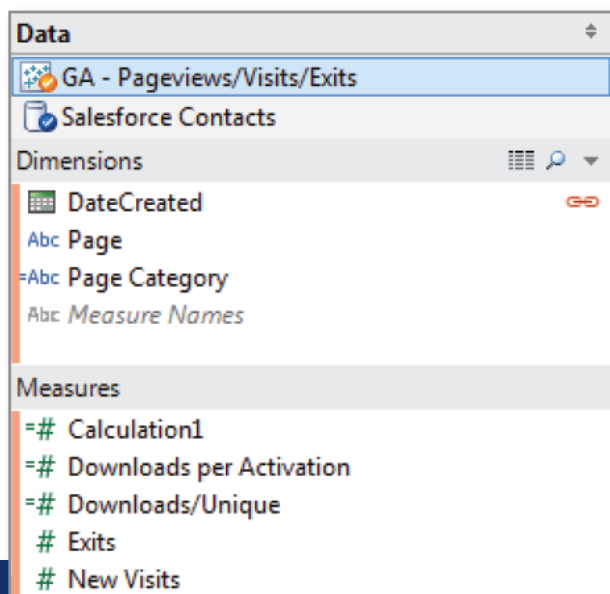 Data
GA - Pageviews/Visits/Exits
Salesforce Contacts
Dimensions
DateCreated
Abc Page
=Abc Page Category
Abc Measure Names
Measures
=# Calculation1
=# Downloads per Activation
=# Downloads/Unique
# Exits
# New Visits